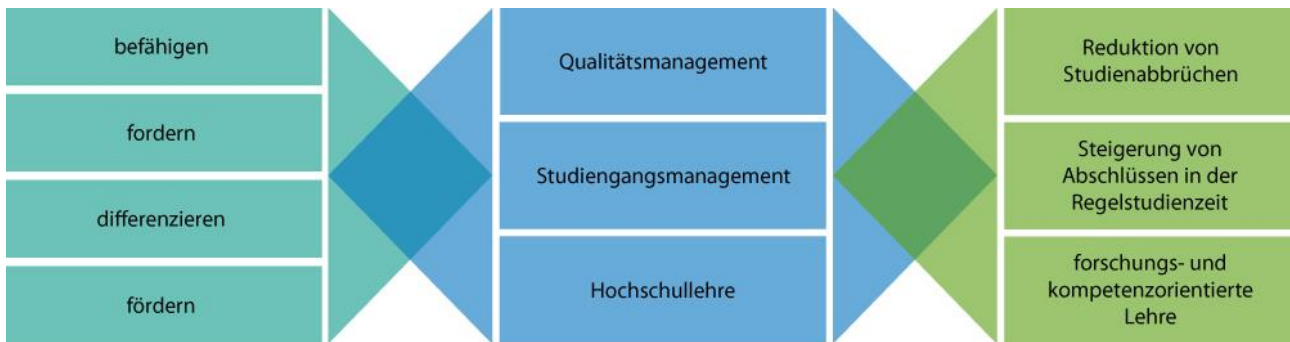 befähigen
fordern
differenzieren
fördern
Qualitätsmanagement
Studiengangsmanagement
Hochschullehre
Reduktion von
Studienabbrüchen
Steigerung von
Abschlüssen in der
Regelstudienzeit
forschungs- und
kompetenzorientierte
Lehre